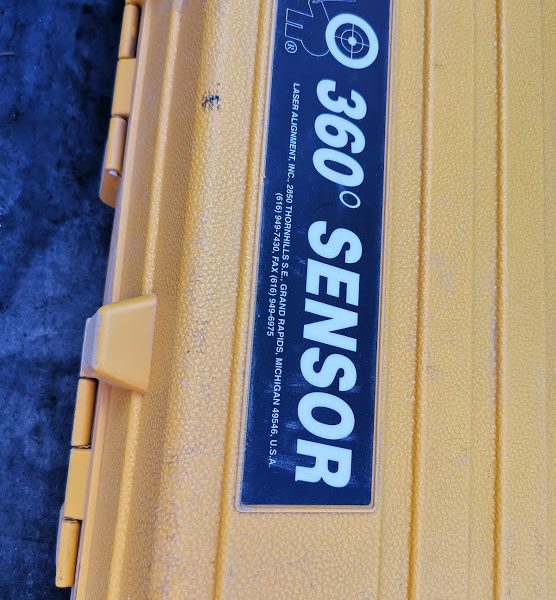 ®
360° SENSOR
LASER ALIGNMENT, INC., 2850 THORNHILLS S.E., GRAND RAPIDS, MICHIGAN 49546, U.S.A.
(616) 949-7430, FAX (616) 949-6975